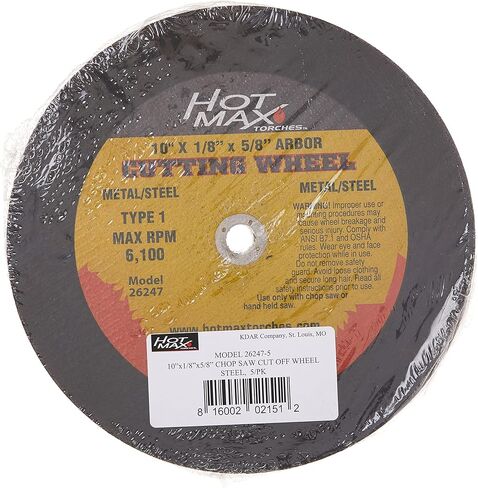 HOT
MAX
TORCHES™
10" X 1/8" x 5/8" ARBOR
CUTTING WHEEL
METAL/STEEL
TYPE 1
MAX RPM
6,100
Model
26247
METAL/STEEL
WARNING! Improper use or
mounting procedures may
cause wheel breakage and
serious injury. Comply with
ANSI B7.1 and OSHA
rules. Wear eye and face
protection while in use.
Do not remove safety
guard. Avoid loose clothing
and secure long hair. Read all
safety instructions prior to use.
Use only with chop saw or
hand held saw.
www.hotmaxtorches.com
HOT
MAX
KDAR Company, St. Louis, MO
MODEL 26247-5
10"x1/8"x5/8" CHOP SAW CUT OFF WHEEL
STEEL, 5/PK
8 16002 02151 2